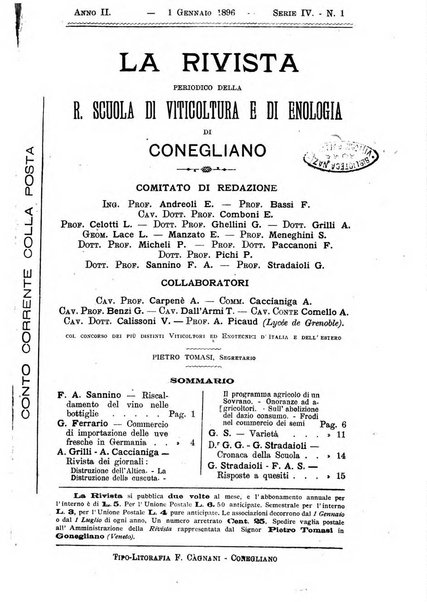 ANNO II. — 1 GENNAIO 1896 SERIE IV. - N. 1
LA RIVISTA
PERIODICO DELLA
R. SCUOLA DI VITICOLTURA E DI ENOLOGIA
DI
CONEGLIANO
COMITATO DI REDAZIONE
ING. PROF. Andreoli E. — PROF. Bassi F.
CAV. DOTT. PROF. Comboni E.
PROF. Celotti L. — DOTT. PROF. Ghellini G. — DOTT. Grilli A.
GEOM. Lace L. — Manzato E. — PROF. Meneghini S.
DOTT. PROF. Micheli P. — PROF. DOTT. Paccanoni F.
DOTT. PROF. Pichi P.
DOTT. PROF. Sannino F. A. — PROF. Stradaioli G.
COLLABORATORI
CAV. PROF. Carpenè A. — COMM. Caccianiga A.
CAV. PROF. Benzi G. — CAV. Dall'Armi T. — CAV. CONTE Comello A.
CAV. DOTT. Calissoni V. — PROF. A. Picaud (Lycée de Grenoble).
COL CONCORSO DEI PIÙ DISTINTI VITICULTORI ED ENOTECNICI D'ITALIA E DELL'ESTERO
PIETRO TOMASI, SEGRETARIO
SOMMARIO
F. A. Sannino — Riscaldamento
del vino nelle
bottiglie . . . . . Pag. 1
G. Ferrario — Commercio
di importazione delle uve
fresche in Germania . . » 4
A. Grilli - A. Caccianiga —
Rivista dei giornali:
Distruzione dell'Altica. - La
Distruzione della cuscuta. -
Il programma agricolo di un
Sovrano. - Onoranze ad a-
gricoltori. - Sull'abolizione
del dazio consumo. - Frodi
nel commercio dei semi Pag. 6
G. S. — Varietà . . . » 11
D.r G. G. - G. Stradaioli —
Cronaca della Scuola . » 14
G. Stradaioli - F. A. S. —
Risposte a quesiti . . » 15
La Rivista si pubblica due volte al mese, e l'abbonamento annuale per
l'interno è di L. 5. Per l'Unione Postale L. 6. 50 anticipate. Semestrale per l'interno
L. 3, per l'Unione Postale L. 4 pure anticipate. Le associazioni decorrono dal 1 Gennaio
o dal 1 Luglio di ogni anno. Un numero arretrato Cent. 25. Spedire vaglia postale
all'Amministrazione della Rivista rappresentata dal Signor Pietro Tomasi in
Conegliano (Veneto).
TIPO-LITOGRAFIA F. CAGNANI - CONEGLIANO
CONTO CORRENTE COLLA POSTA